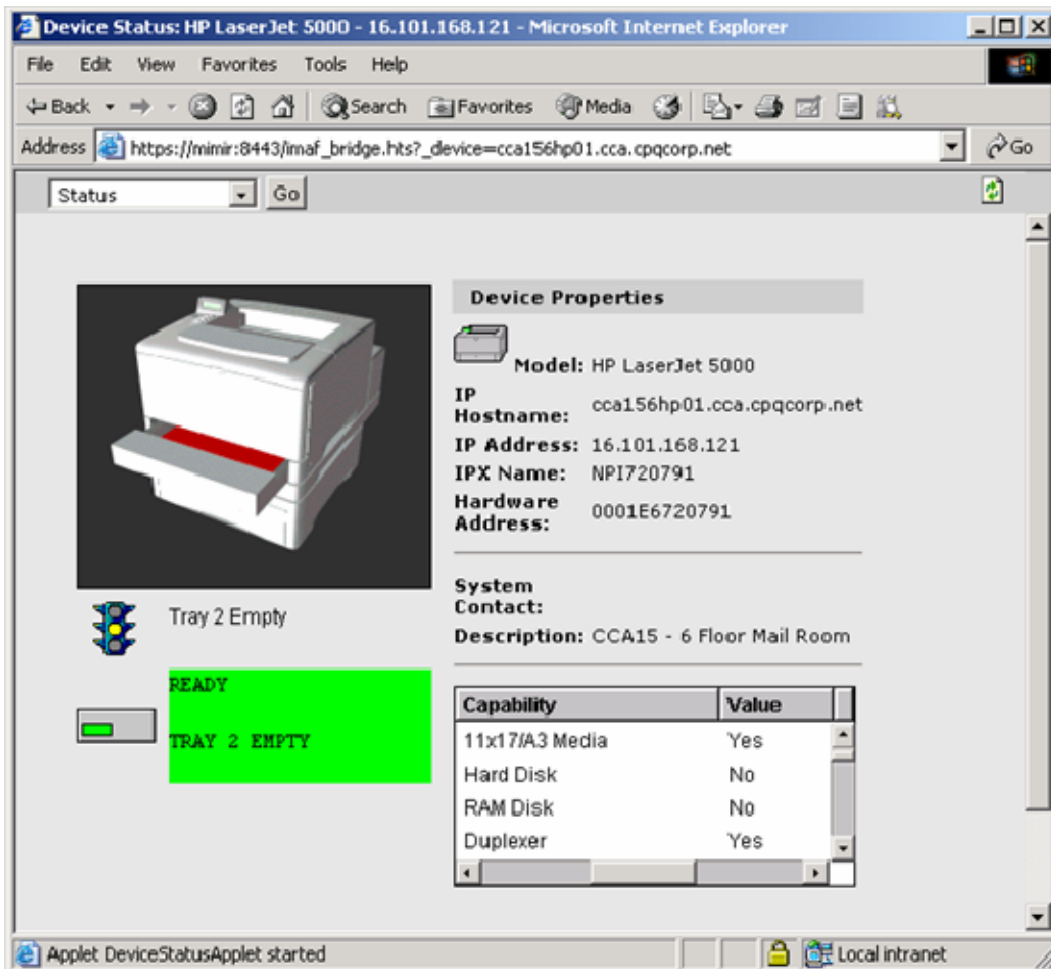 Device Status: HP LaserJet 5000 - 16.101.168.121 - Microsoft Internet Explorer
File Edit View Favorites Tools Help
Back Search Favorites Media
Address https://mimir:8443/imaf_bridge.hts?_device=cca156hp01.cca.cpqcorp.net Go
Status Go
Device Properties
Model: HP LaserJet 5000
IP Hostname: cca156hp01.cca.cpqcorp.net
IP Address: 16.101.168.121
IPX Name: NPI720791
Hardware Address: 0001E6720791
System Contact:
Description: CCA15 - 6 Floor Mail Room
Tray 2 Empty
READY
TRAY 2 EMPTY
Capability Value
11x17/A3 Media Yes
Hard Disk No
RAM Disk No
Duplexer Yes
Applet DeviceStatusApplet started Local intranet